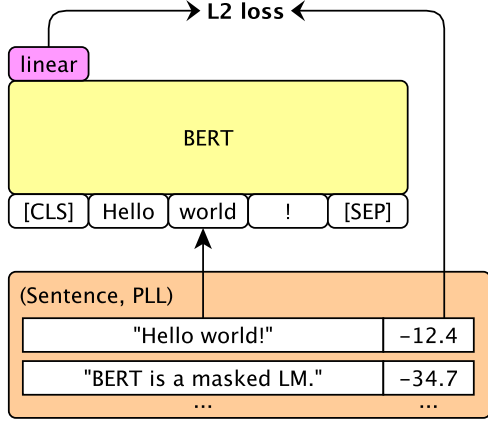 L2 loss
linear
BERT
[CLS] Hello world ! [SEP]
(Sentence, PLL)
"Hello world!" −12.4
"BERT is a masked LM." −34.7
... ...